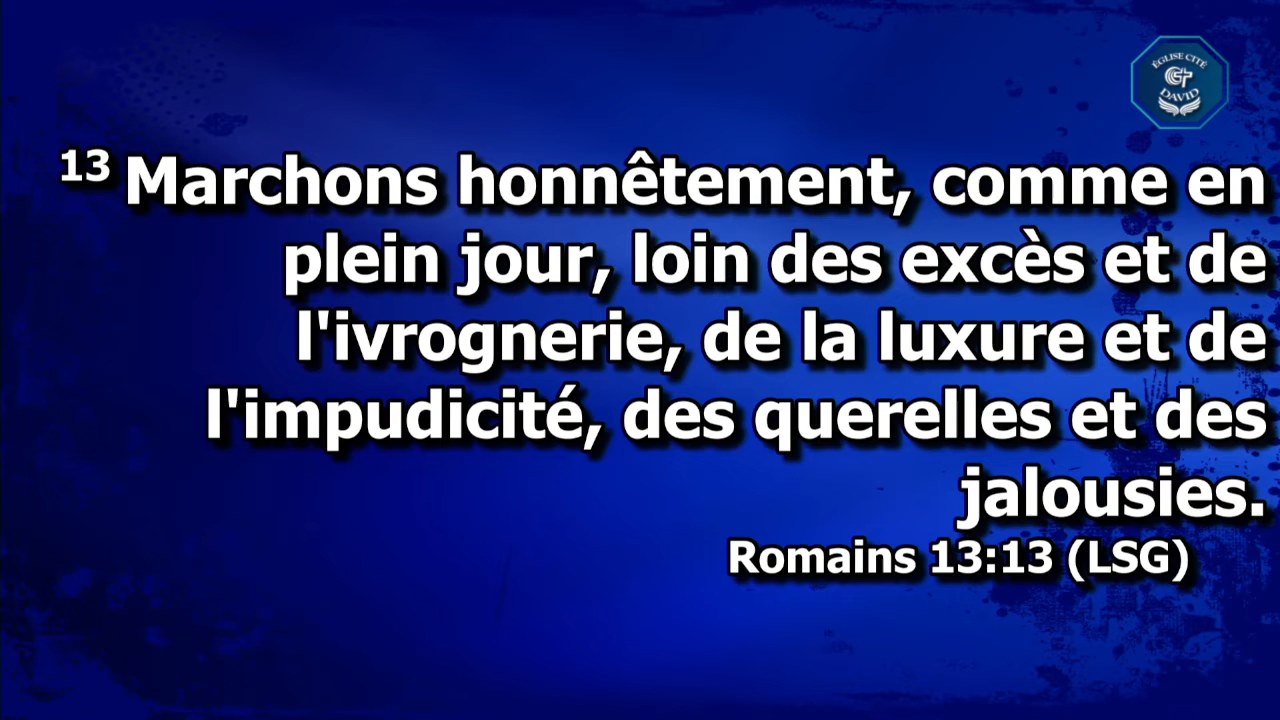 ÉGLISE CITÉ
DAVID
13 Marchons honnêtement, comme en
plein jour, loin des excès et de
l'ivrognerie, de la luxure et de
l'impudicité, des querelles et des
jalousies.
Romains 13:13 (LSG)